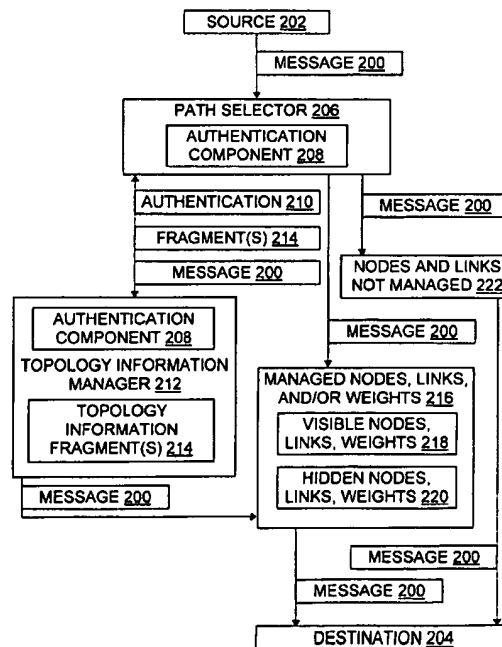 SOURCE 202
MESSAGE 200
PATH SELECTOR 206
AUTHENTICATION
COMPONENT 208
AUTHENTICATION 210
FRAGMENT(S) 214
MESSAGE 200
MESSAGE 200
NODES AND LINKS
NOT MANAGED 222
MESSAGE 200
AUTHENTICATION
COMPONENT 208
TOPOLOGY INFORMATION
MANAGER 212
TOPOLOGY
INFORMATION
FRAGMENT(S) 214
MANAGED NODES, LINKS,
AND/OR WEIGHTS 216
VISIBLE NODES,
LINKS, WEIGHTS 218
HIDDEN NODES,
LINKS, WEIGHTS 220
MESSAGE 200
MESSAGE 200
MESSAGE 200
DESTINATION 204